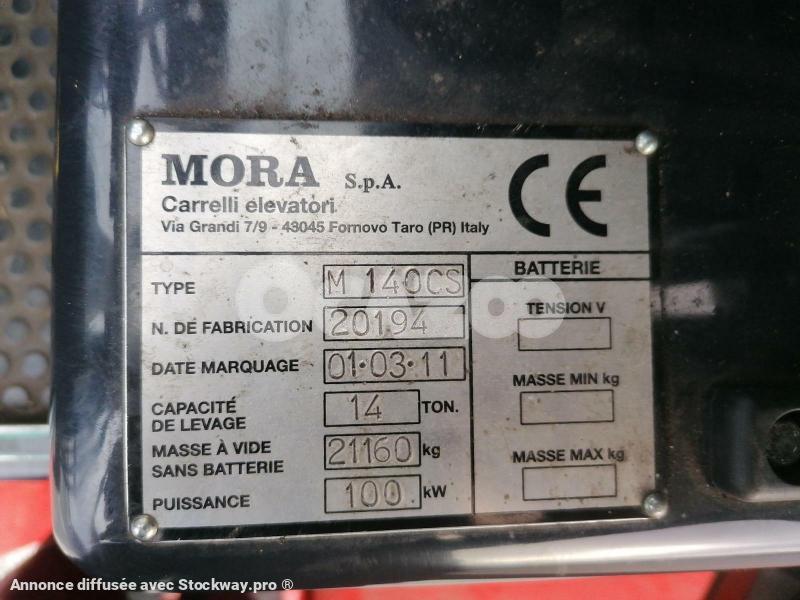 MORA S.p.A.
Carrelli elevatori
Via Grandi 7/9 - 43045 Fornovo Taro (PR) Italy
CE
TYPE M 140CS
N. DE FABRICATION 20194
DATE MARQUAGE 01·03·11
CAPACITÉ
DE LEVAGE 14 TON.
MASSE À VIDE
SANS BATTERIE 21160 kg
PUISSANCE 100 kW
BATTERIE
TENSION V
MASSE MIN kg
MASSE MAX kg
Annonce diffusée avec Stockway.pro ®